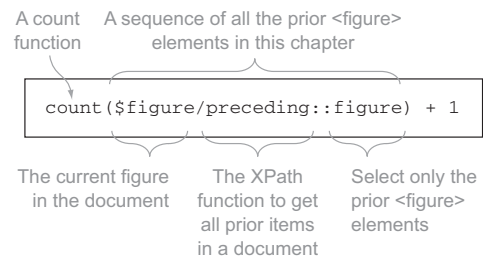 A count
function
A sequence of all the prior <figure>
elements in this chapter
count($figure/preceding::figure) + 1
The current figure
in the document
The XPath
function to get
all prior items
in a document
Select only the
prior <figure>
elements